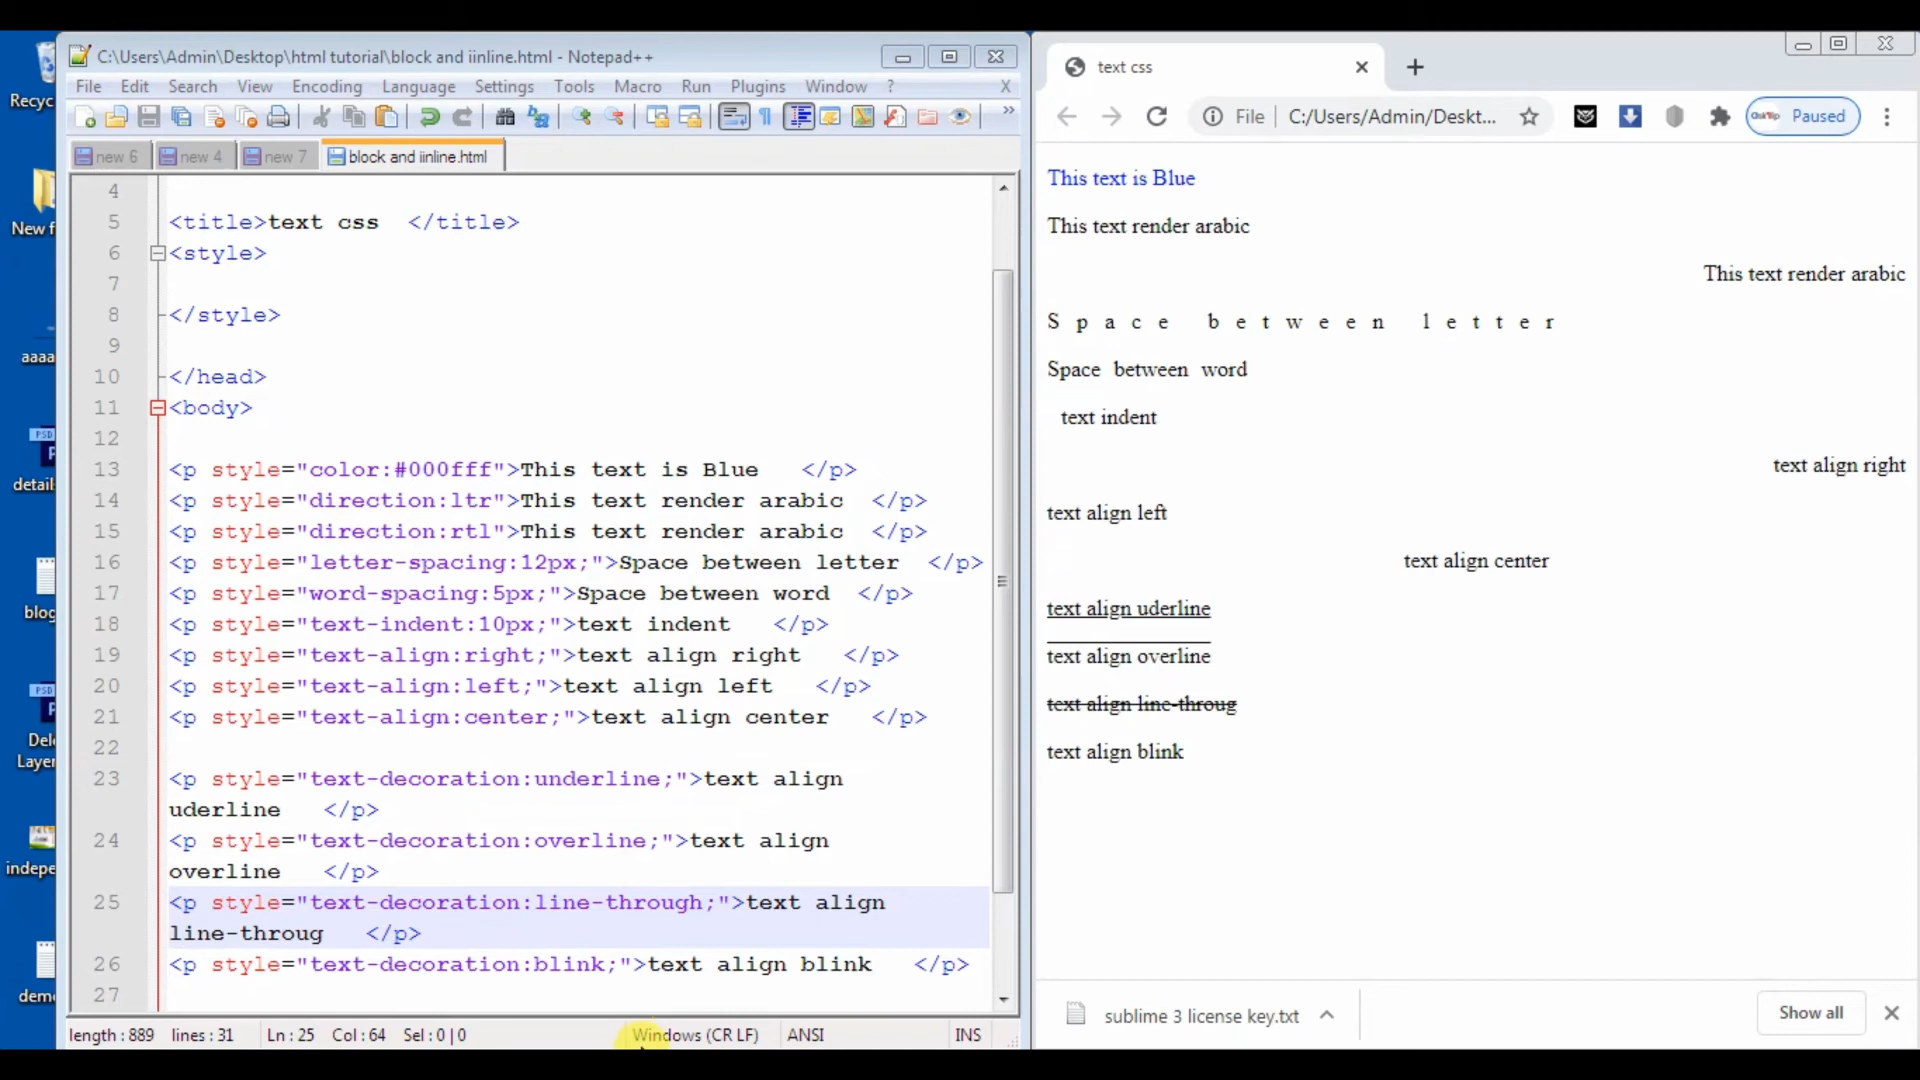 Recyc
New f
aaaa
PSD
details
blog
PSD
Dele
Layer
indepe
demo
C:\Users\Admin\Desktop\html tutorial\block and iinline.html - Notepad++
File Edit Search View Encoding Language Settings Tools Macro Run Plugins Window ? X
new 6 new 4 new 7 block and iinline.html
4
5 <title>text css </title>
6 <style>
7
8 </style>
9
10 </head>
11 <body>
12
13 <p style="color:#000fff">This text is Blue </p>
14 <p style="direction:ltr">This text render arabic </p>
15 <p style="direction:rtl">This text render arabic </p>
16 <p style="letter-spacing:12px;">Space between letter </p>
17 <p style="word-spacing:5px;">Space between word </p>
18 <p style="text-indent:10px;">text indent </p>
19 <p style="text-align:right;">text align right </p>
20 <p style="text-align:left;">text align left </p>
21 <p style="text-align:center;">text align center </p>
22
23 <p style="text-decoration:underline;">text align
uderline </p>
24 <p style="text-decoration:overline;">text align
overline </p>
25 <p style="text-decoration:line-through;">text align
line-throug </p>
26 <p style="text-decoration:blink;">text align blink </p>
27
length : 889 lines : 31 Ln : 25 Col : 64 Sel : 0 | 0 Windows (CR LF) ANSI INS
text css
File C:/Users/Admin/Deskt... Paused
This text is Blue
This text render arabic
This text render arabic
Space between letter
Space between word
text indent
text align right
text align left
text align center
text align uderline
text align overline
text align line-throug
text align blink
sublime 3 license key.txt
Show all